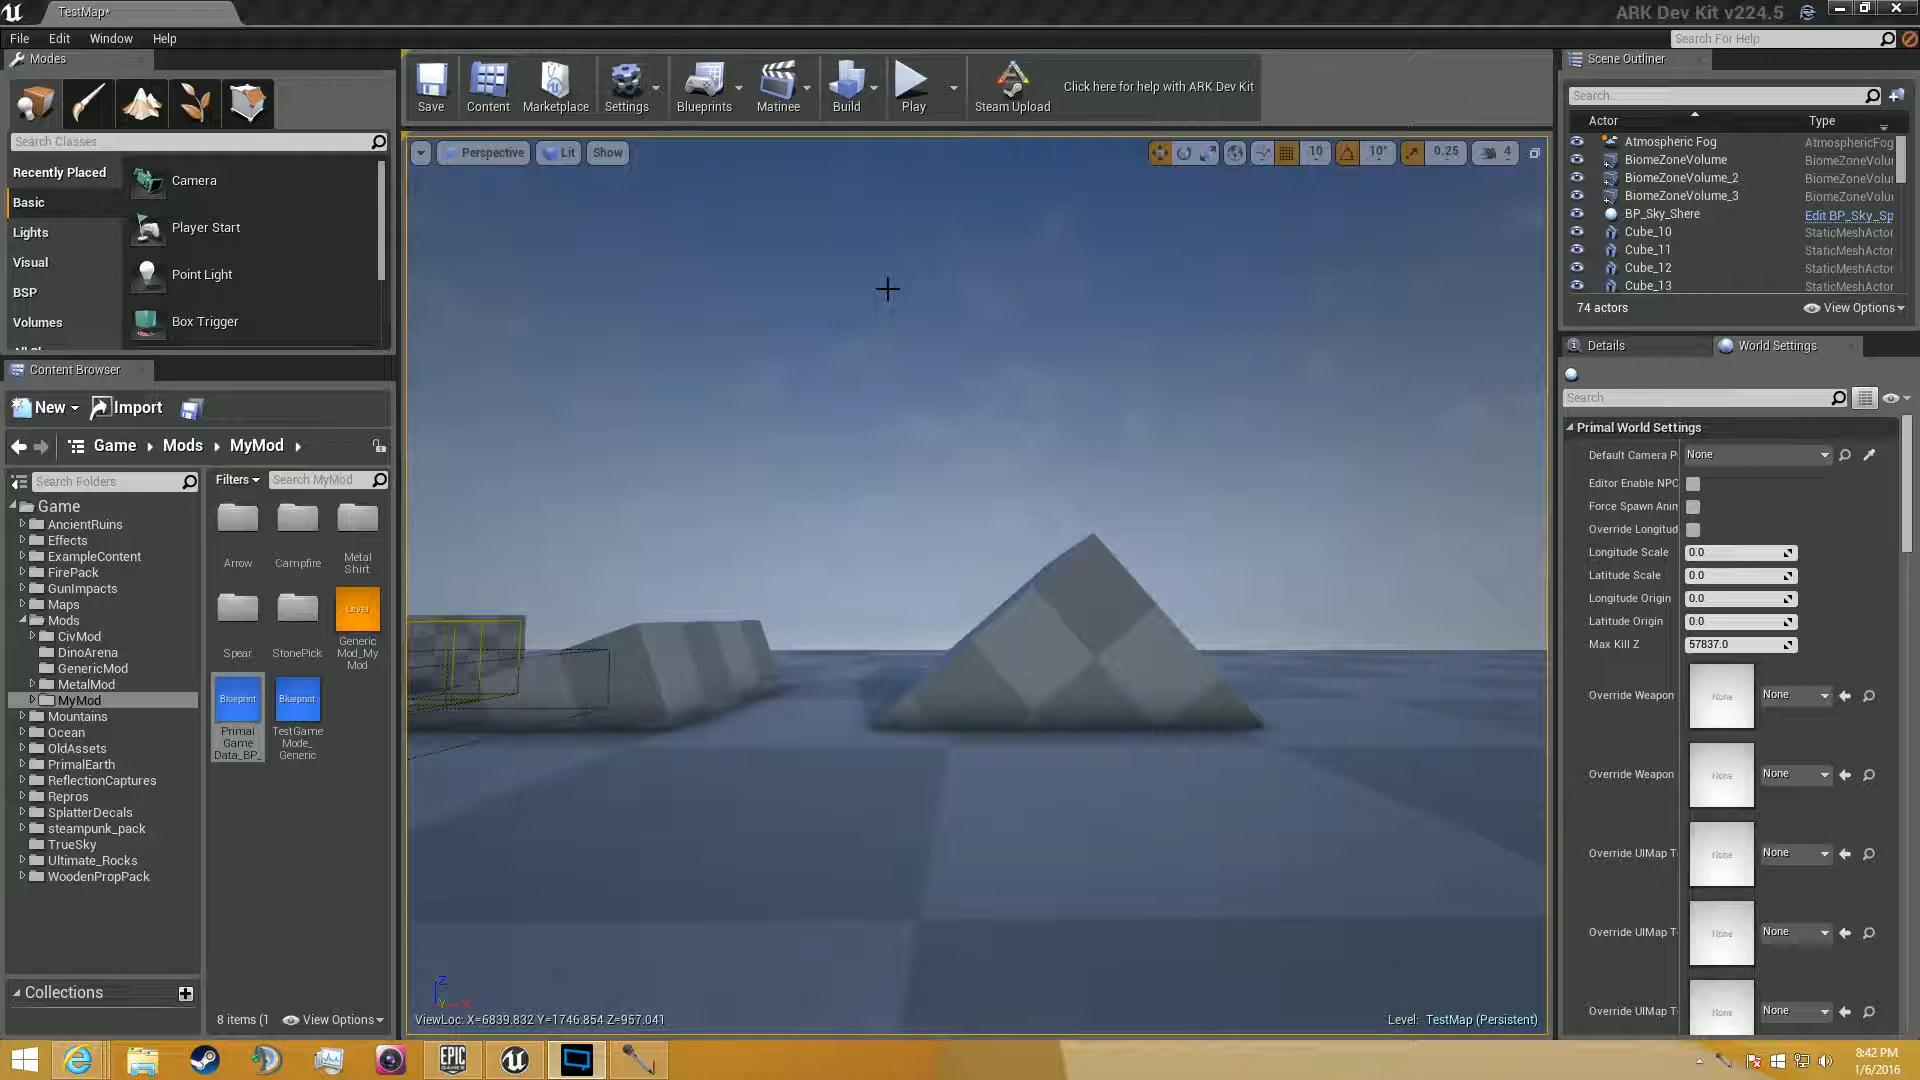 TestMap*
ARK Dev Kit v224.5
File Edit Window Help
Search For Help
Modes
Search Classes
Recently Placed
Basic
Lights
Visual
BSP
Volumes
Camera
Player Start
Point Light
Box Trigger
Save
Content
Marketplace
Settings
Blueprints
Matinee
Build
Play
Steam Upload
Click here for help with ARK Dev Kit
Perspective
Lit
Show
10
10°
0.25
4
ViewLoc: X=6839.832 Y=1746.854 Z=957.041
Level: TestMap (Persistent)
Content Browser
New
Import
Game
Mods
MyMod
Search Folders
Filters
Search MyMod
Game
AncientRuins
Effects
ExampleContent
FirePack
GunImpacts
Maps
Mods
CivMod
DinoArena
GenericMod
MetalMod
MyMod
Mountains
Ocean
OldAssets
PrimalEarth
ReflectionCaptures
Repros
SplatterDecals
steampunk_pack
TrueSky
Ultimate_Rocks
WoodenPropPack
Collections
Arrow
Campfire
Metal
Shirt
Spear
StonePick
Level
Generic
Mod_My
Mod
Blueprint
Primal
Game
Data_BP_
Blueprint
TestGame
Mode_
Generic
8 items (1
View Options
Scene Outliner
Search...
Actor Type
Atmospheric Fog AtmosphericFog
BiomeZoneVolume BiomeZoneVolu
BiomeZoneVolume_2 BiomeZoneVolu
BiomeZoneVolume_3 BiomeZoneVolu
BP_Sky_Shere Edit BP_Sky_Sp
Cube_10 StaticMeshActor
Cube_11 StaticMeshActor
Cube_12 StaticMeshActor
Cube_13 StaticMeshActor
74 actors
View Options
Details
World Settings
Search
Primal World Settings
Default Camera P None
Editor Enable NPC
Force Spawn Anim
Override Longitud
Longitude Scale 0.0
Latitude Scale 0.0
Longitude Origin 0.0
Latitude Origin 0.0
Max Kill Z 57837.0
Override Weapon None None
Override Weapon None None
Override UIMap T None None
Override UIMap T None None
Override UIMap T None None
EPIC
GAMES
8:42 PM
1/6/2016